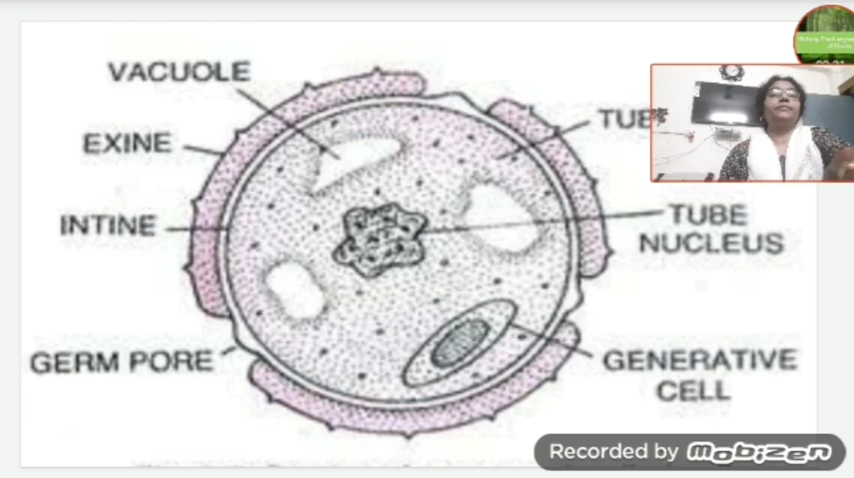 VACUOLE
EXINE
INTINE
GERM PORE
TUBE
NUCLEUS
GENERATIVE
CELL
Recorded by mobizen